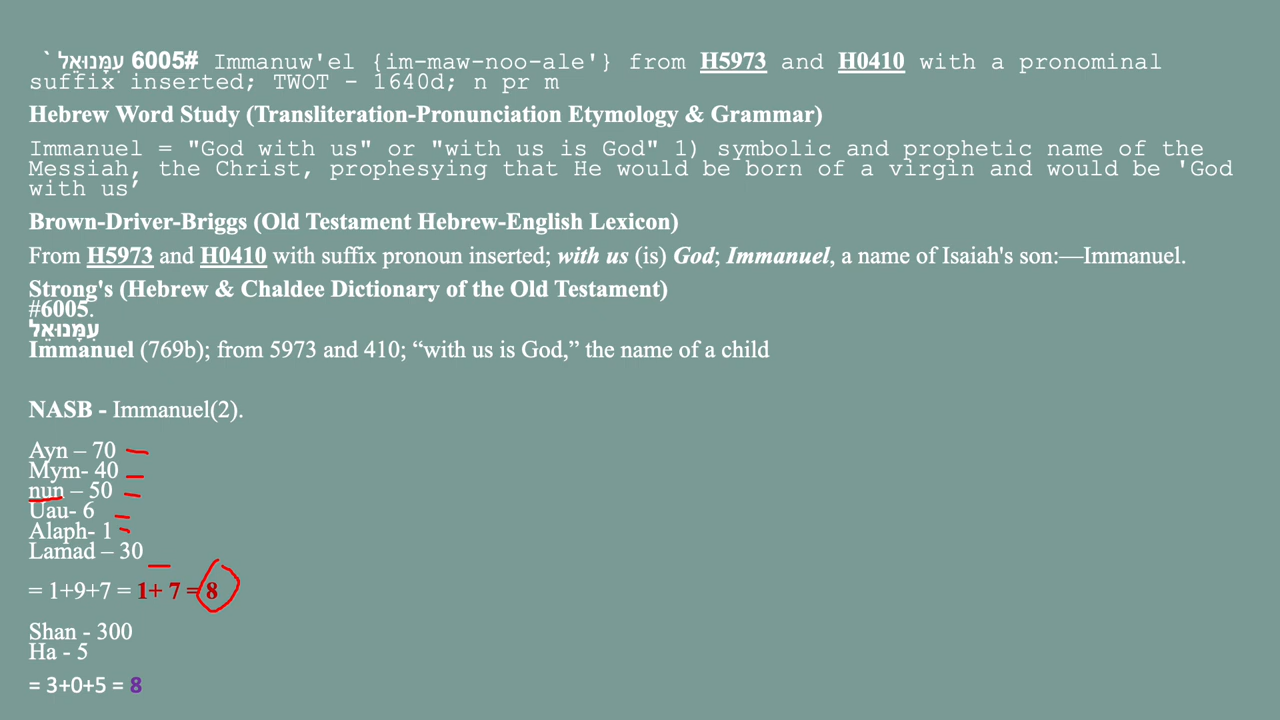 ` עִמָּנוּאֵל 6005# Immanuw'el {im-maw-noo-ale'} from H5973 and H0410 with a pronominal
suffix inserted; TWOT - 1640d; n pr m
Hebrew Word Study (Transliteration-Pronunciation Etymology & Grammar)
Immanuel = "God with us" or "with us is God" 1) symbolic and prophetic name of the
Messiah, the Christ, prophesying that He would be born of a virgin and would be 'God
with us’
Brown-Driver-Briggs (Old Testament Hebrew-English Lexicon)
From H5973 and H0410 with suffix pronoun inserted; with us (is) God; Immanuel, a name of Isaiah's son:—Immanuel.
Strong's (Hebrew & Chaldee Dictionary of the Old Testament)
#6005.
עִמָּנוּאֵל
Immanuel (769b); from 5973 and 410; “with us is God,” the name of a child
NASB - Immanuel(2).
Ayn – 70
Mym- 40
nun – 50
Uau- 6
Alaph- 1
Lamad – 30
= 1+9+7 = 1+ 7 = 8
Shan - 300
Ha - 5
= 3+0+5 = 8